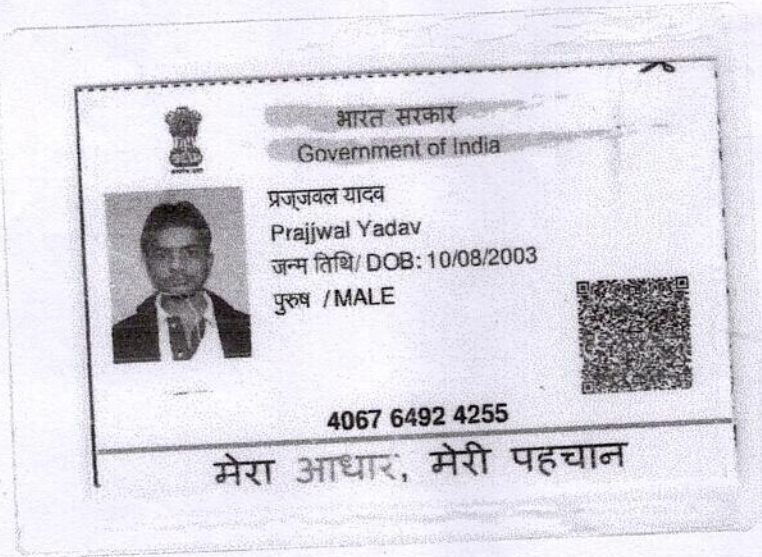 भारत सरकार
Government of India
प्रज्जवल यादव
Prajjwal Yadav
जन्म तिथि/ DOB: 10/08/2003
पुरुष / MALE
4067 6492 4255
मेरा आधार, मेरी पहचान